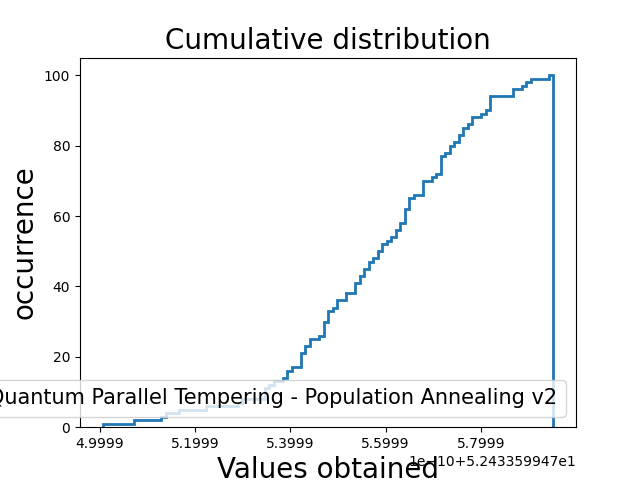 Cumulative distribution
occurrence
100
80
60
40
20
0
Quantum Parallel Tempering - Population Annealing v2
4.9999 5.1999 5.3999 5.5999 5.7999
1e−10+5.243359947e1
Values obtained